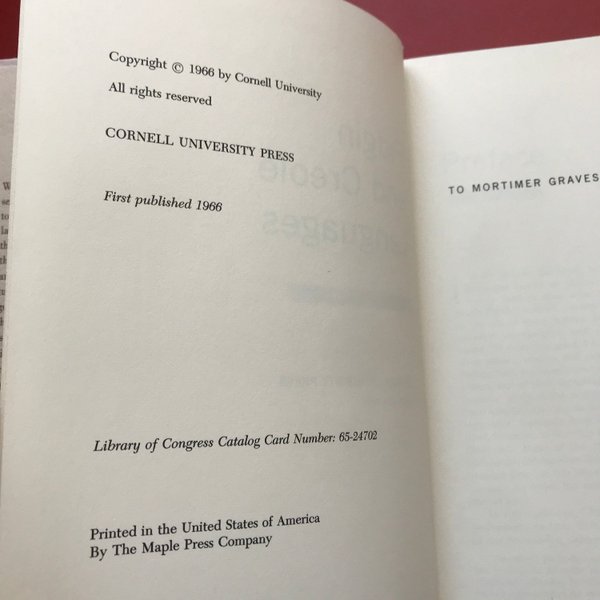 Copyright © 1966 by Cornell University
All rights reserved
CORNELL UNIVERSITY PRESS
First published 1966
Library of Congress Catalog Card Number: 65-24702
Printed in the United States of America
By The Maple Press Company
TO MORTIMER GRAVES